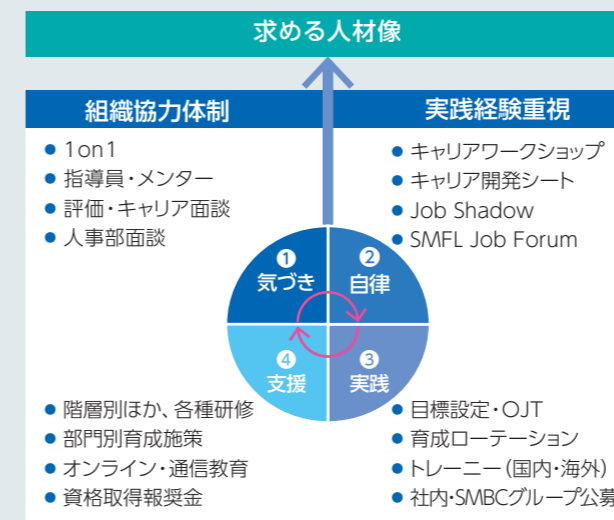 求める人材像
組織協力体制
● 1on1
● 指導員・メンター
● 評価・キャリア面談
● 人事部面談
実践経験重視
● キャリアワークショップ
● キャリア開発シート
● Job Shadow
● SMFL Job Forum
❶
気づき
❷
自律
❹
支援
❸
実践
● 階層別ほか、各種研修
● 部門別育成施策
● オンライン・通信教育
● 資格取得報奨金
● 目標設定・OJT
● 育成ローテーション
● トレーニー(国内・海外)
● 社内・SMBCグループ公募